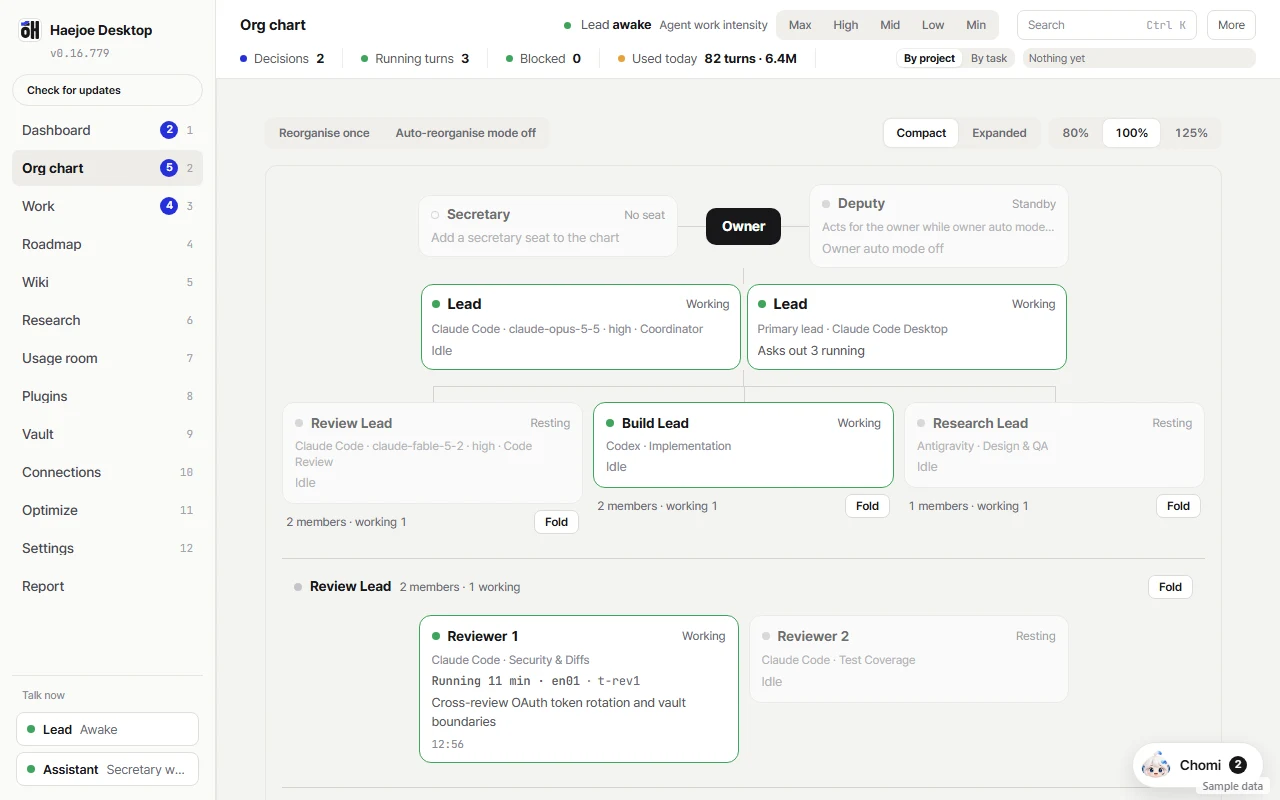 öH Haejoe Desktop
v0.16.779
Check for updates
Dashboard 2 1
Org chart 5 2
Work 4 3
Roadmap 4
Wiki 5
Research 6
Usage room 7
Plugins 8
Vault 9
Connections 10
Optimize 11
Settings 12
Report
Talk now
Lead Awake
Assistant Secretary w...
Org chart
Lead awake Agent work intensity Max High Mid Low Min
Search Ctrl K
More
Decisions 2 Running turns 3 Blocked 0 Used today 82 turns · 6.4M
By project By task Nothing yet
Reorganise once Auto-reorganise mode off
Compact Expanded 80% 100% 125%
Secretary No seat
Add a secretary seat to the chart
Owner
Deputy Standby
Acts for the owner while owner auto mode...
Owner auto mode off
Lead Working
Claude Code · claude-opus-5-5 · high · Coordinator
Idle
Lead Working
Primary lead · Claude Code Desktop
Asks out 3 running
Review Lead Resting
Claude Code · claude-fable-5-2 · high · Code
Review
Idle
2 members · working 1 Fold
Build Lead Working
Codex · Implementation
Idle
2 members · working 1 Fold
Research Lead Resting
Antigravity · Design & QA
Idle
1 members · working 1 Fold
Review Lead 2 members · 1 working Fold
Reviewer 1 Working
Claude Code · Security & Diffs
Running 11 min · en01 · t-rev1
Cross-review OAuth token rotation and vault
boundaries
12:56
Reviewer 2 Resting
Claude Code · Test Coverage
Idle
Chomi 2
Sample data